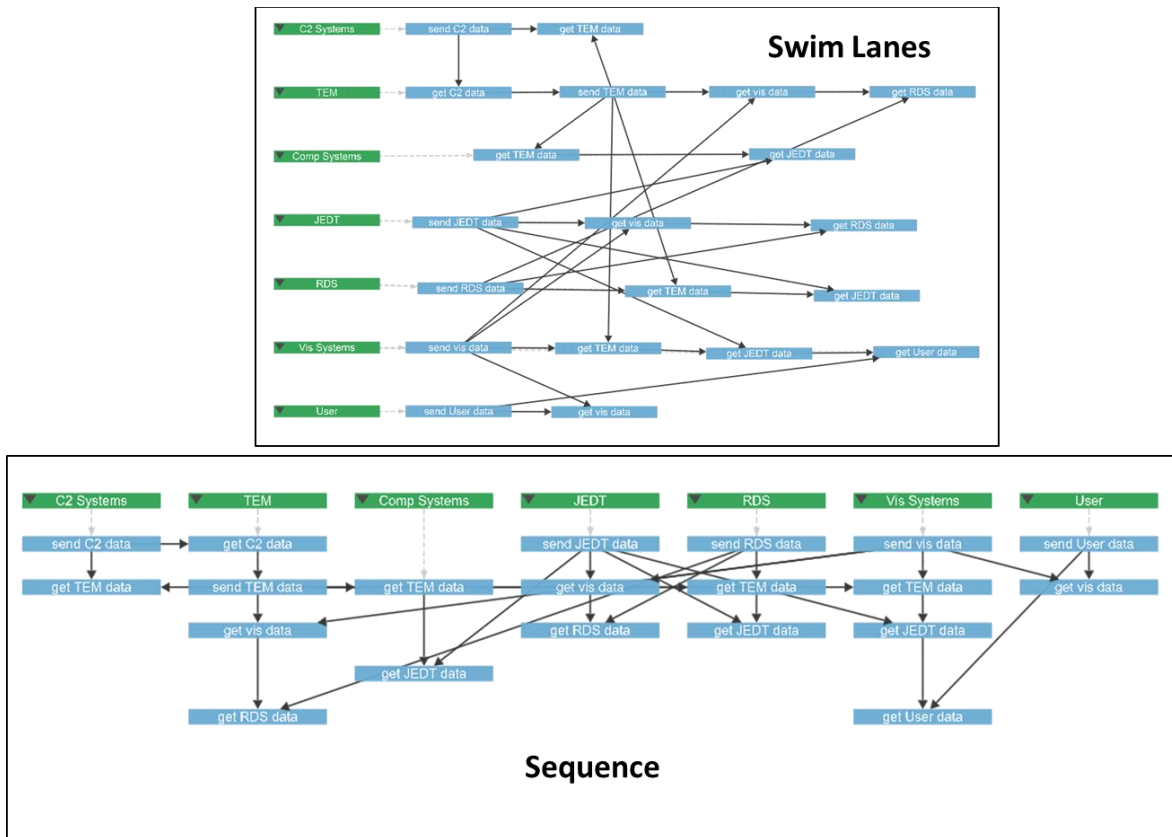 C2 Systems send C2 data get TEM data
Swim Lanes
TEM get C2 data send TEM data get vis data get RDS data
Comp Systems get TEM data get JEDT data
JEDT send JEDT data get vis data get RDS data
RDS send RDS data get TEM data get JEDT data
Vis Systems send vis data get TEM data get JEDT data get User data
User send User data get vis data
C2 Systems TEM Comp Systems JEDT RDS Vis Systems User
send C2 data get C2 data send JEDT data send RDS data send vis data send User data
get TEM data send TEM data get TEM data get vis data get TEM data get TEM data get vis data
get vis data get RDS data get JEDT data get JEDT data
get JEDT data
get RDS data get User data
Sequence